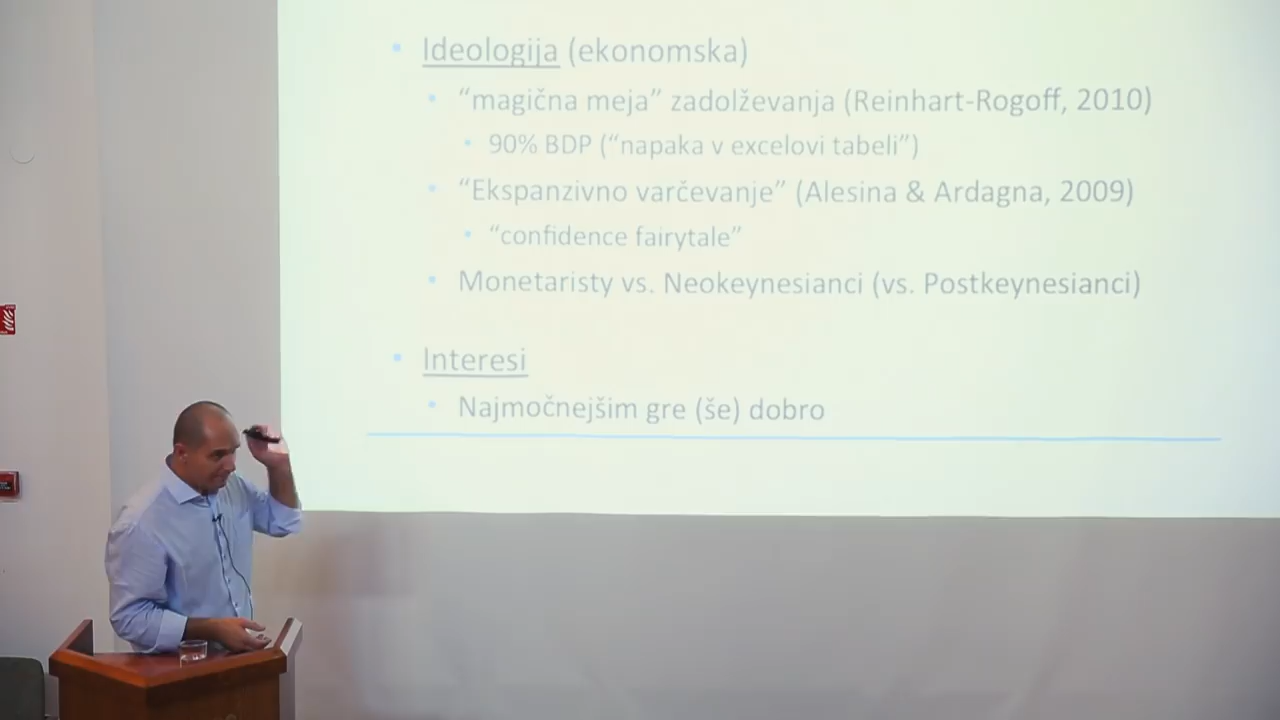 Ideologija (ekonomska)
“magična meja” zadolževanja (Reinhart-Rogoff, 2010)
90% BDP (“napaka v excelovi tabeli”)
“Ekspanzivno varčevanje” (Alesina & Ardagna, 2009)
“confidence fairytale”
Monetaristy vs. Neokeynesianci (vs. Postkeynesianci)
Interesi
Najmočnejšim gre (še) dobro